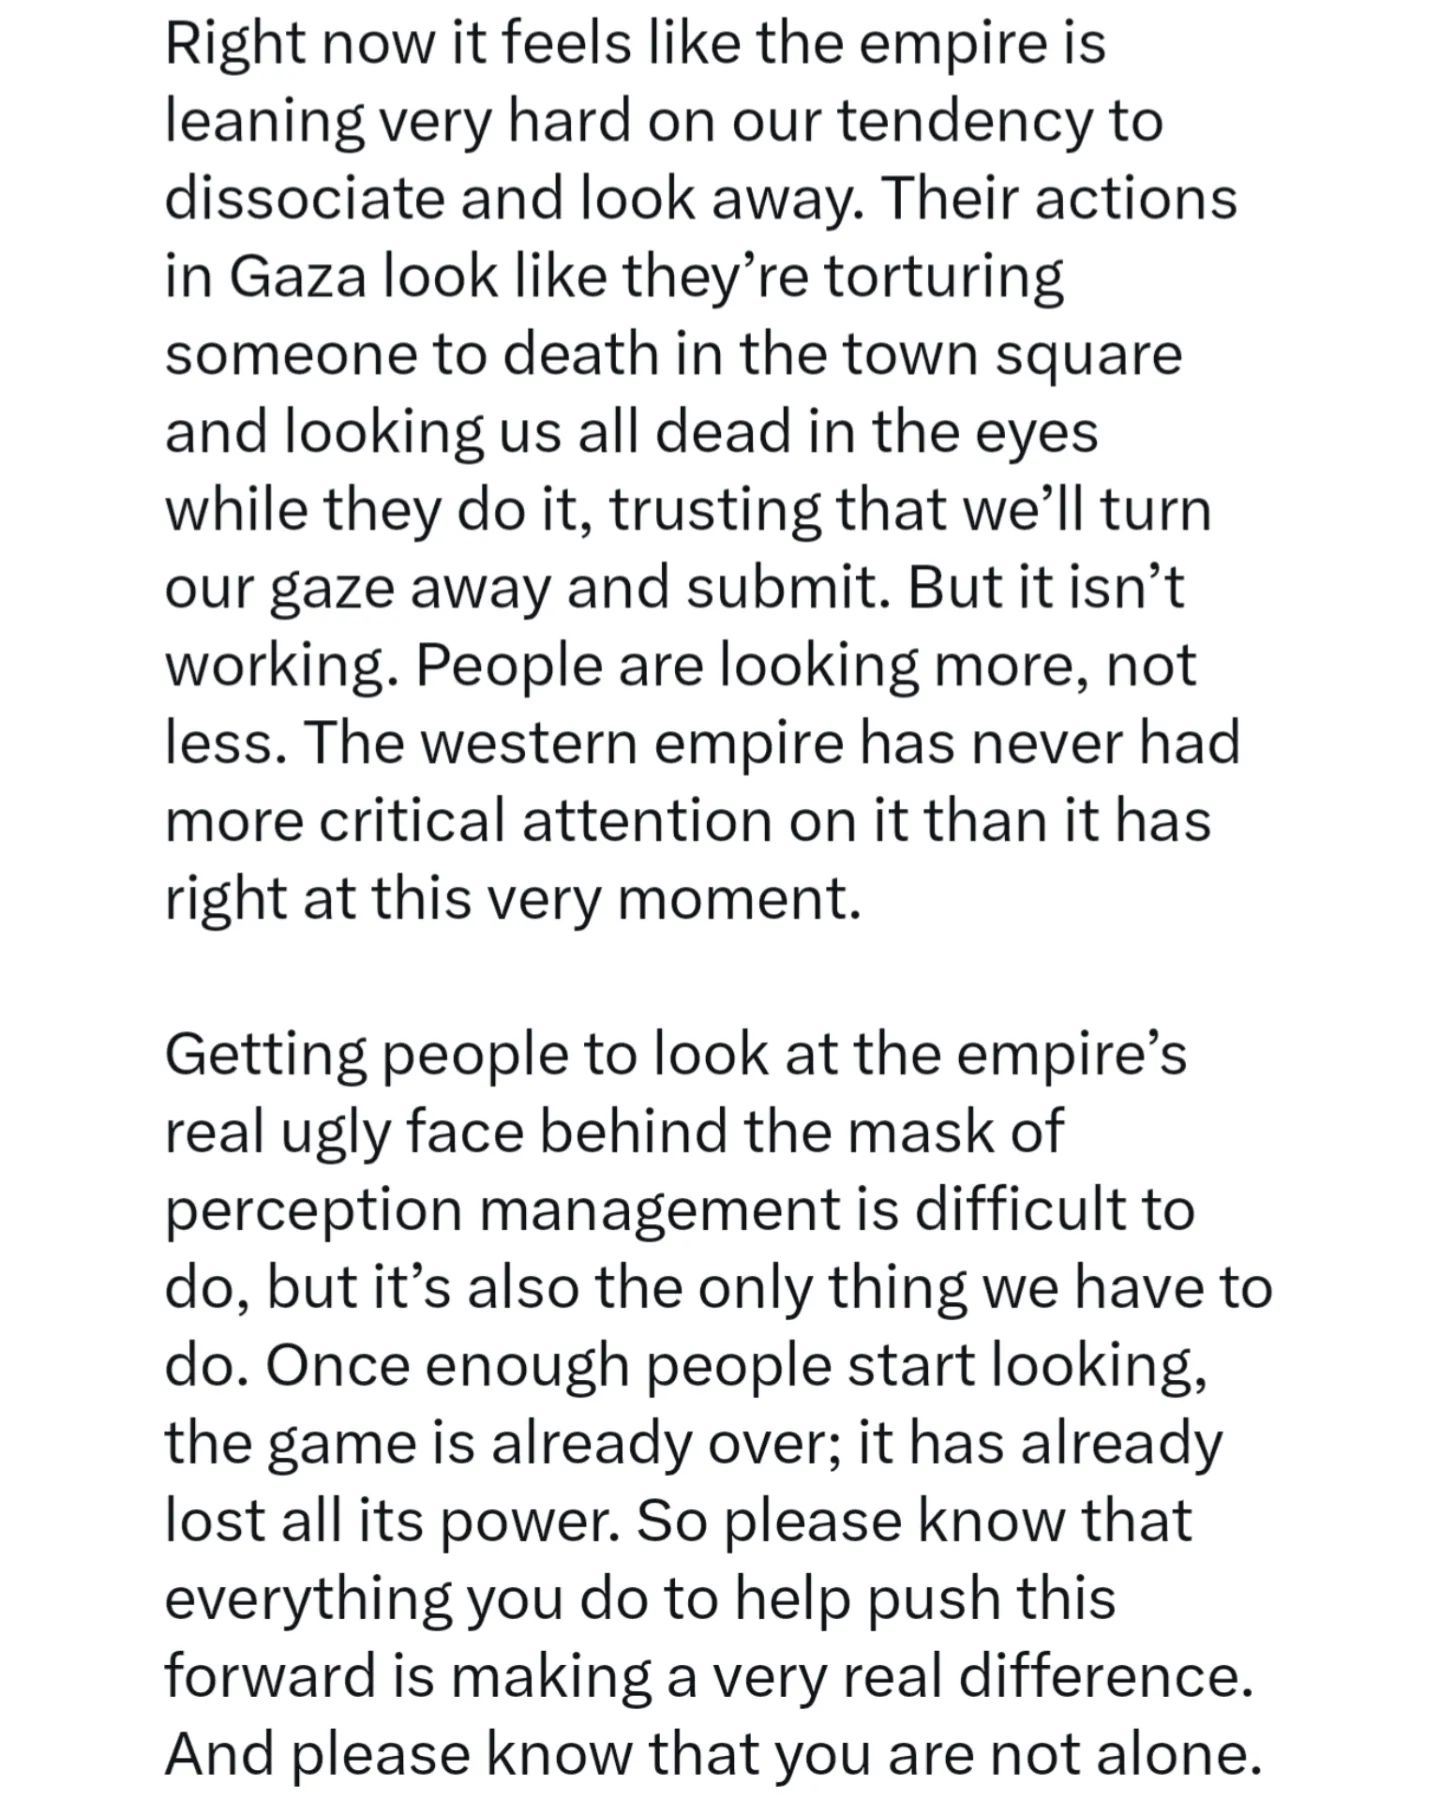 Right now it feels like the empire is
leaning very hard on our tendency to
dissociate and look away. Their actions
in Gaza look like they’re torturing
someone to death in the town square
and looking us all dead in the eyes
while they do it, trusting that we’ll turn
our gaze away and submit. But it isn’t
working. People are looking more, not
less. The western empire has never had
more critical attention on it than it has
right at this very moment.
Getting people to look at the empire’s
real ugly face behind the mask of
perception management is difficult to
do, but it’s also the only thing we have to
do. Once enough people start looking,
the game is already over; it has already
lost all its power. So please know that
everything you do to help push this
forward is making a very real difference.
And please know that you are not alone.